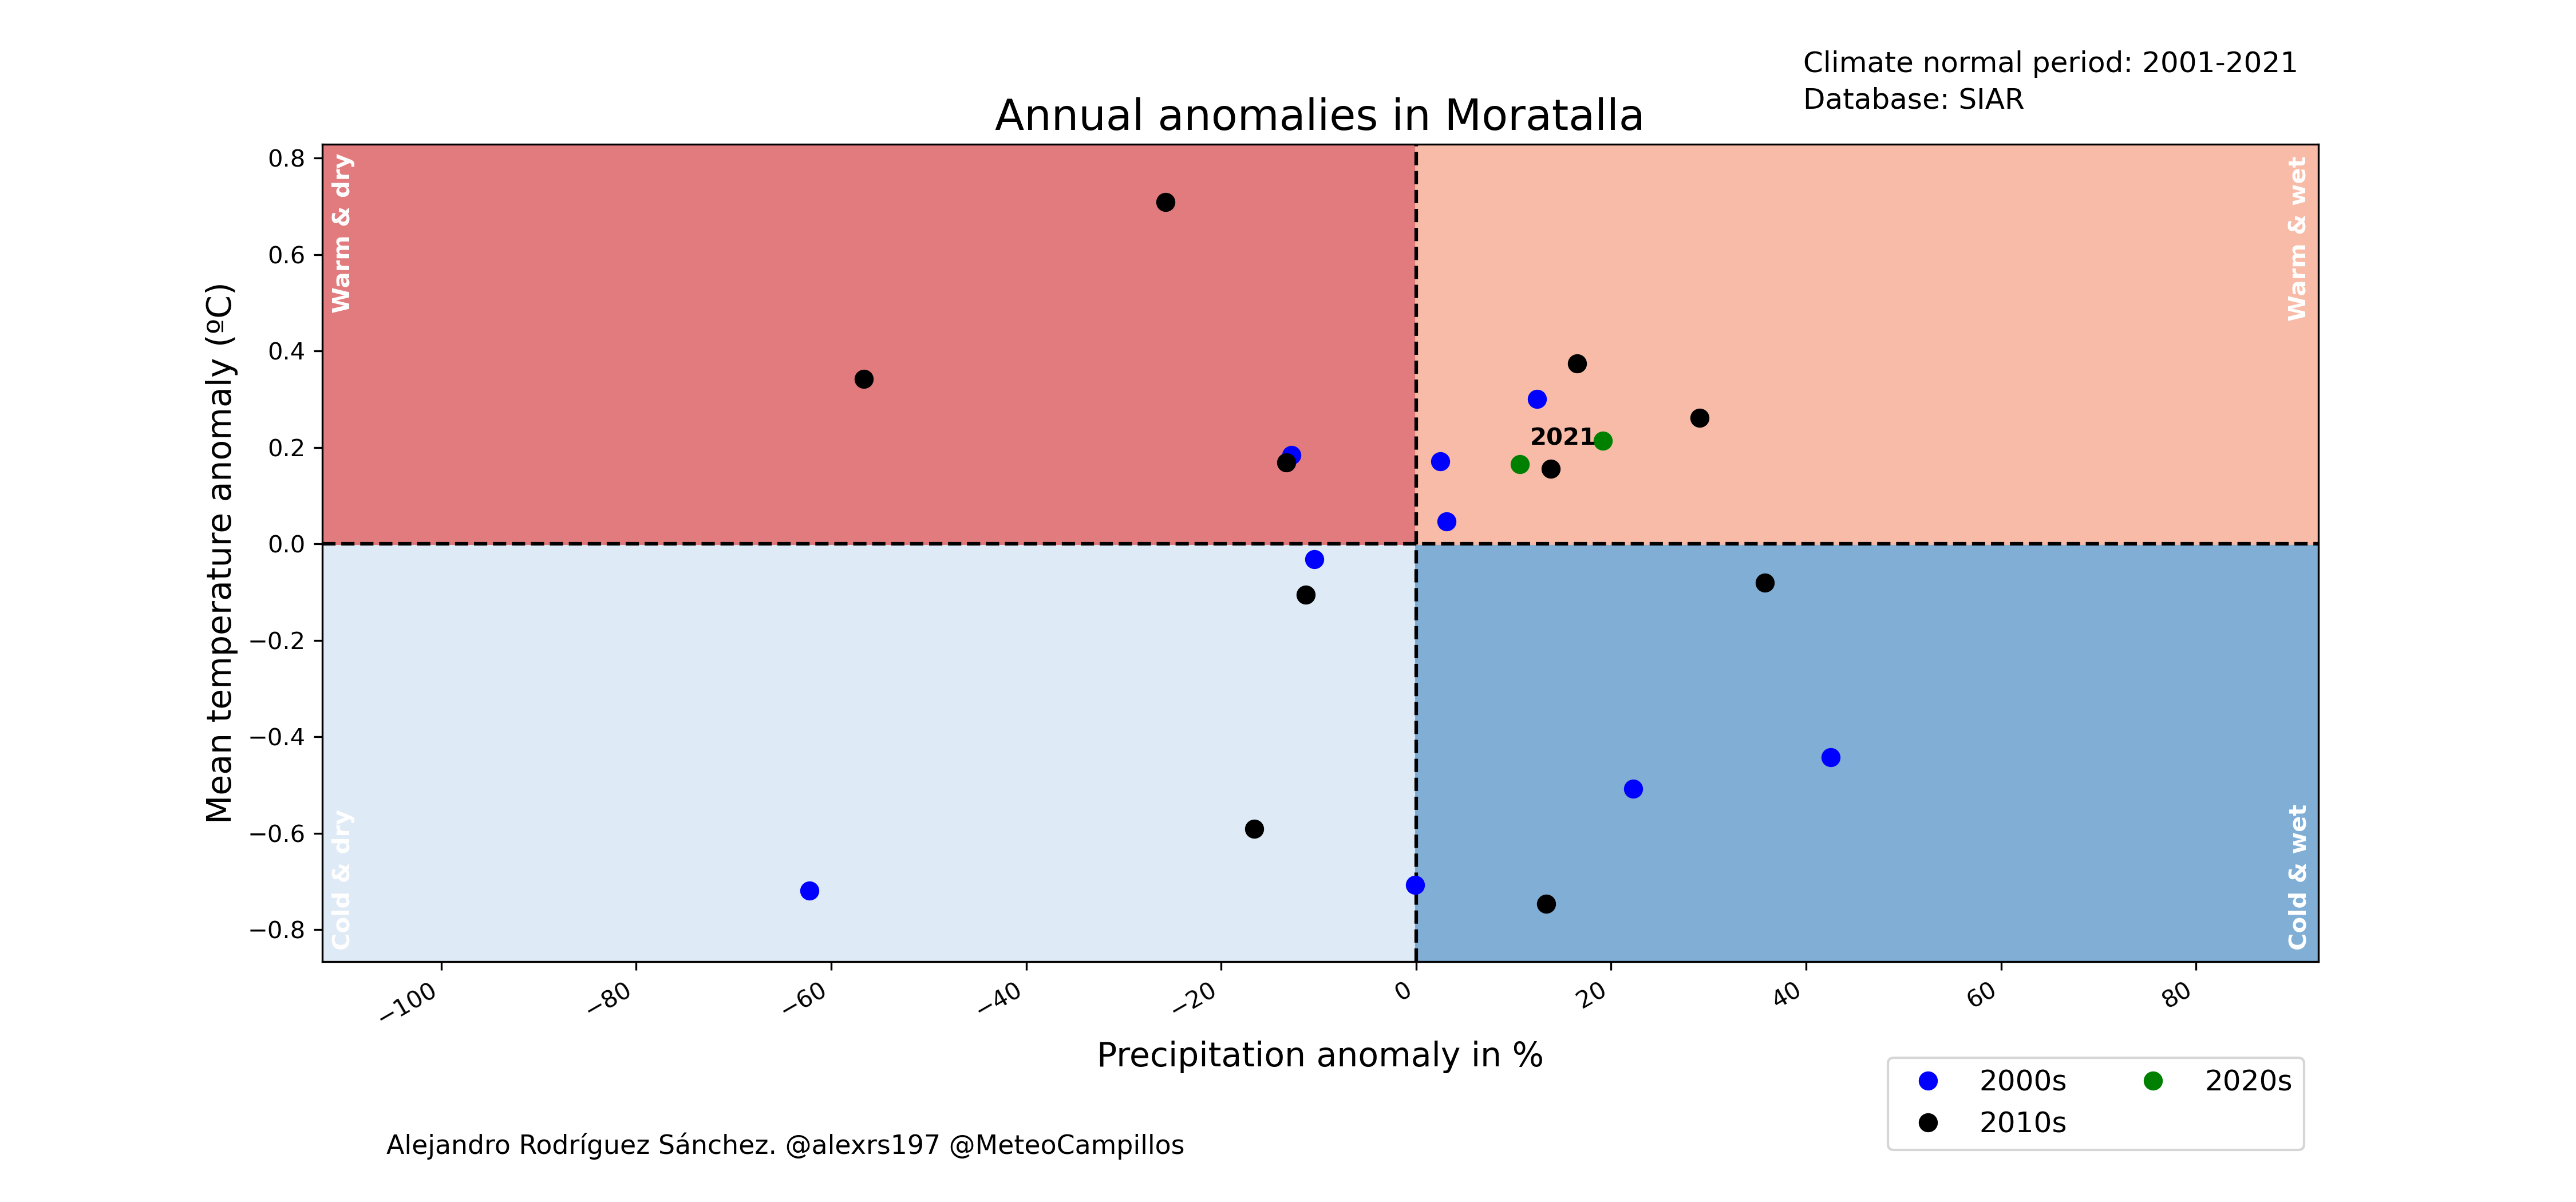 Climate normal period: 2001-2021
Database: SIAR
Annual anomalies in Moratalla
Warm & dry
Warm & wet
Cold & dry
Cold & wet
Mean temperature anomaly (ºC)
0.8
0.6
0.4
0.2
0.0
−0.2
−0.4
−0.6
−0.8
2021
−100
−80
−60
−40
−20
0
20
40
60
80
Precipitation anomaly in %
2000s
2010s
2020s
Alejandro Rodríguez Sánchez. @alexrs197 @MeteoCampillos